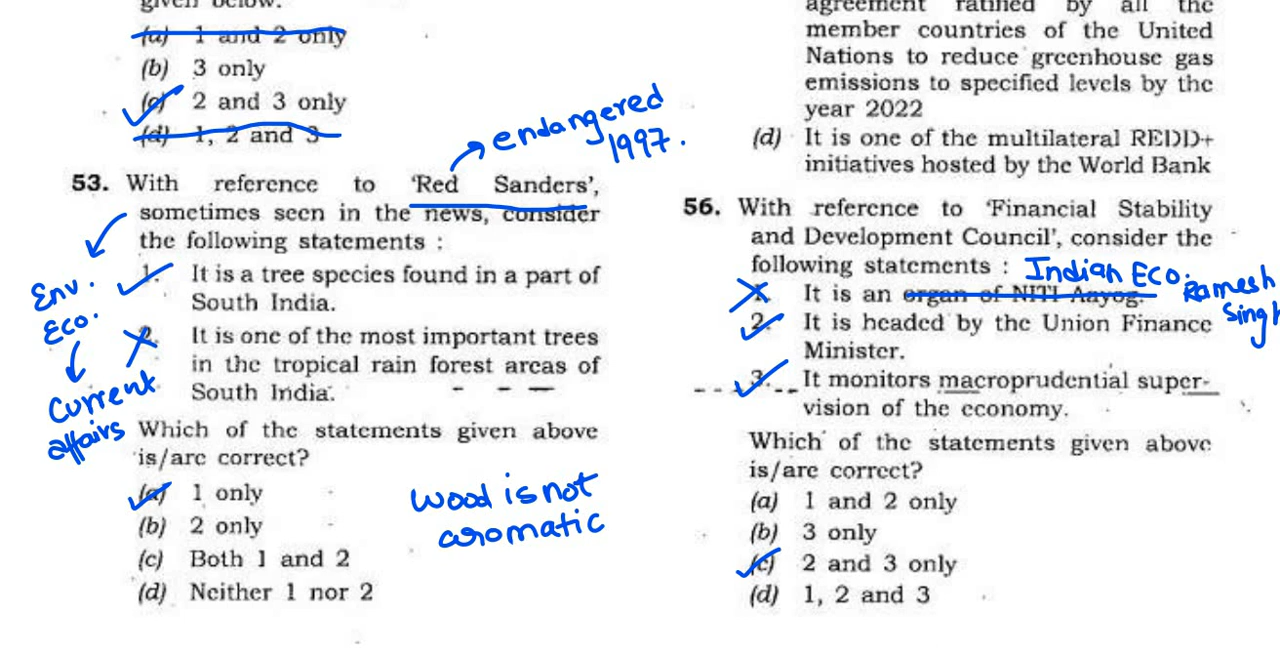 given below.
(a) 1 and 2 only
(b) 3 only
(c) 2 and 3 only
(d) 1, 2 and 3
endangered
1997.
53. With reference to 'Red Sanders',
sometimes seen in the news, consider
the following statements :
Env.
Eco.
Current
affairs
1. It is a tree species found in a part of
South India.
2. It is one of the most important trees
in the tropical rain forest areas of
South India.
Which of the statements given above
is/are correct?
(a) 1 only
(b) 2 only
(c) Both 1 and 2
(d) Neither 1 nor 2
wood is not
aromatic
agreement ratified by all the
member countries of the United
Nations to reduce greenhouse gas
emissions to specified levels by the
year 2022
(d) It is one of the multilateral REDD+
initiatives hosted by the World Bank
56. With reference to 'Financial Stability
and Development Council', consider the
following statements :
Indian Eco.
Ramesh
Singh
1. It is an organ of NITI Aayog.
2. It is headed by the Union Finance
Minister.
3. It monitors macroprudential super-
vision of the economy.
Which of the statements given above
is/are correct?
(a) 1 and 2 only
(b) 3 only
(c) 2 and 3 only
(d) 1, 2 and 3